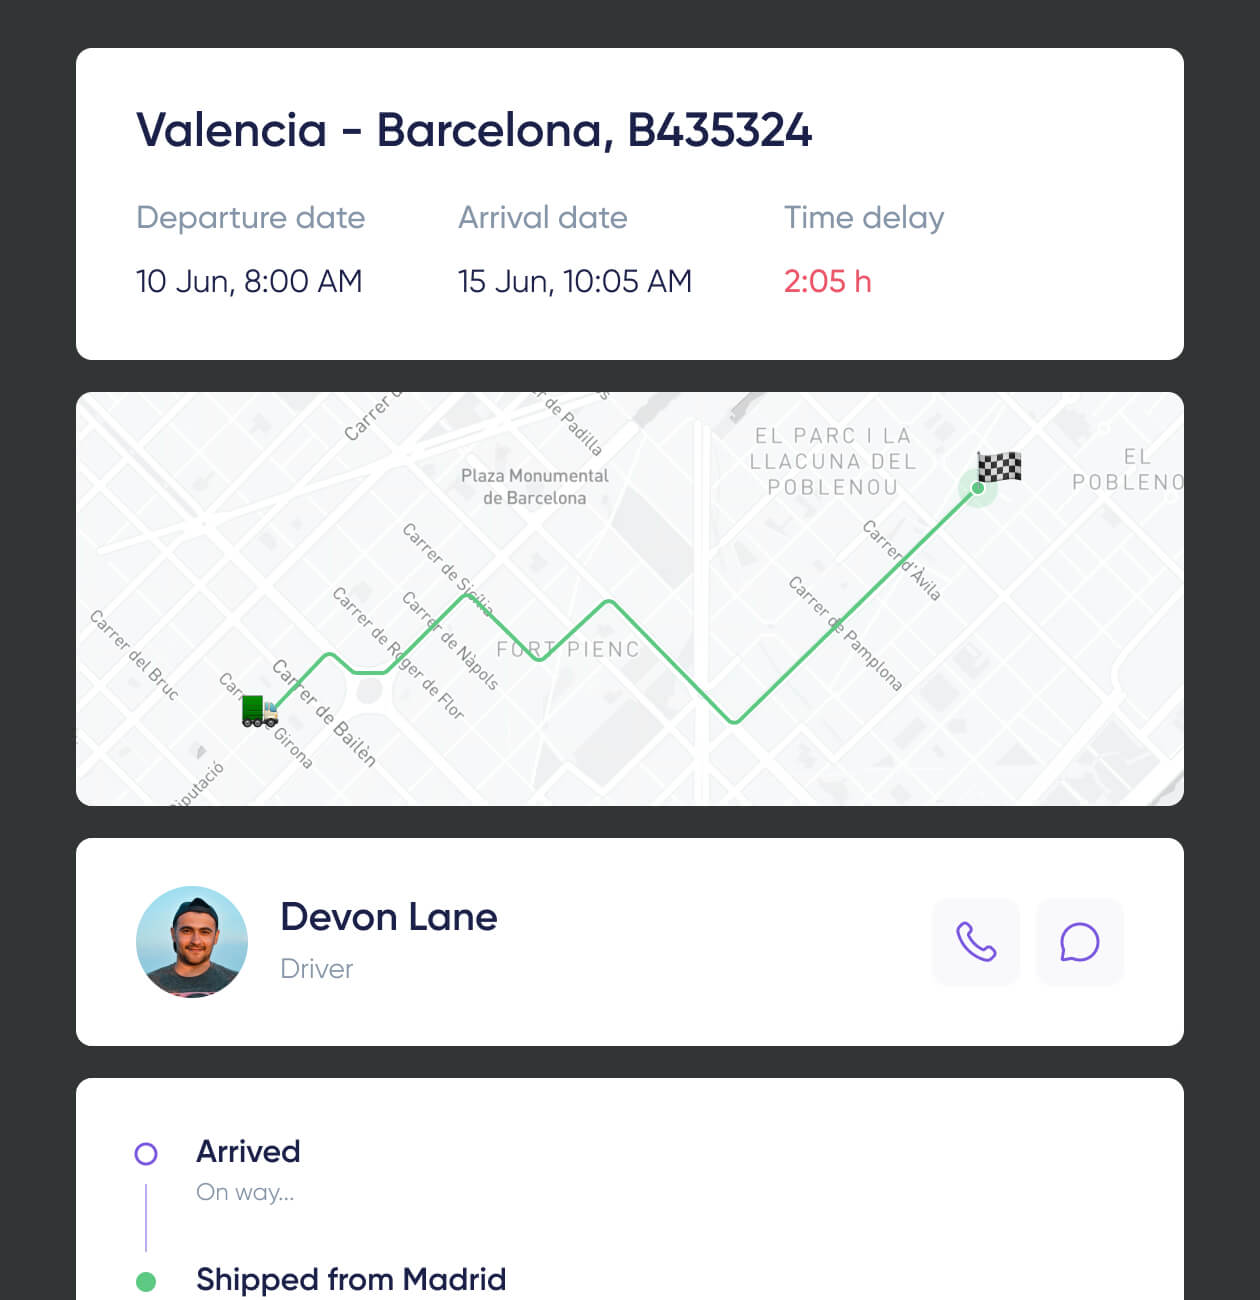 Valencia - Barcelona, B435324
Departure date
Arrival date
Time delay
10 Jun, 8:00 AM
15 Jun, 10:05 AM
2:05 h
Carrer
de Padilla
EL PARC I LA
LLACUNA DEL
POBLENOU
EL
POBLENO
Plaza Monumental
de Barcelona
Carrer de Sicília
Carrer d'Àvila
Carrer de Roger de Flor
Carrer de Nàpols
Carrer de Pamplona
FORT PIENC
Carrer del Bruc
Carrer de Bailèn
Girona
Diputació
Devon Lane
Driver
Arrived
On way...
Shipped from Madrid